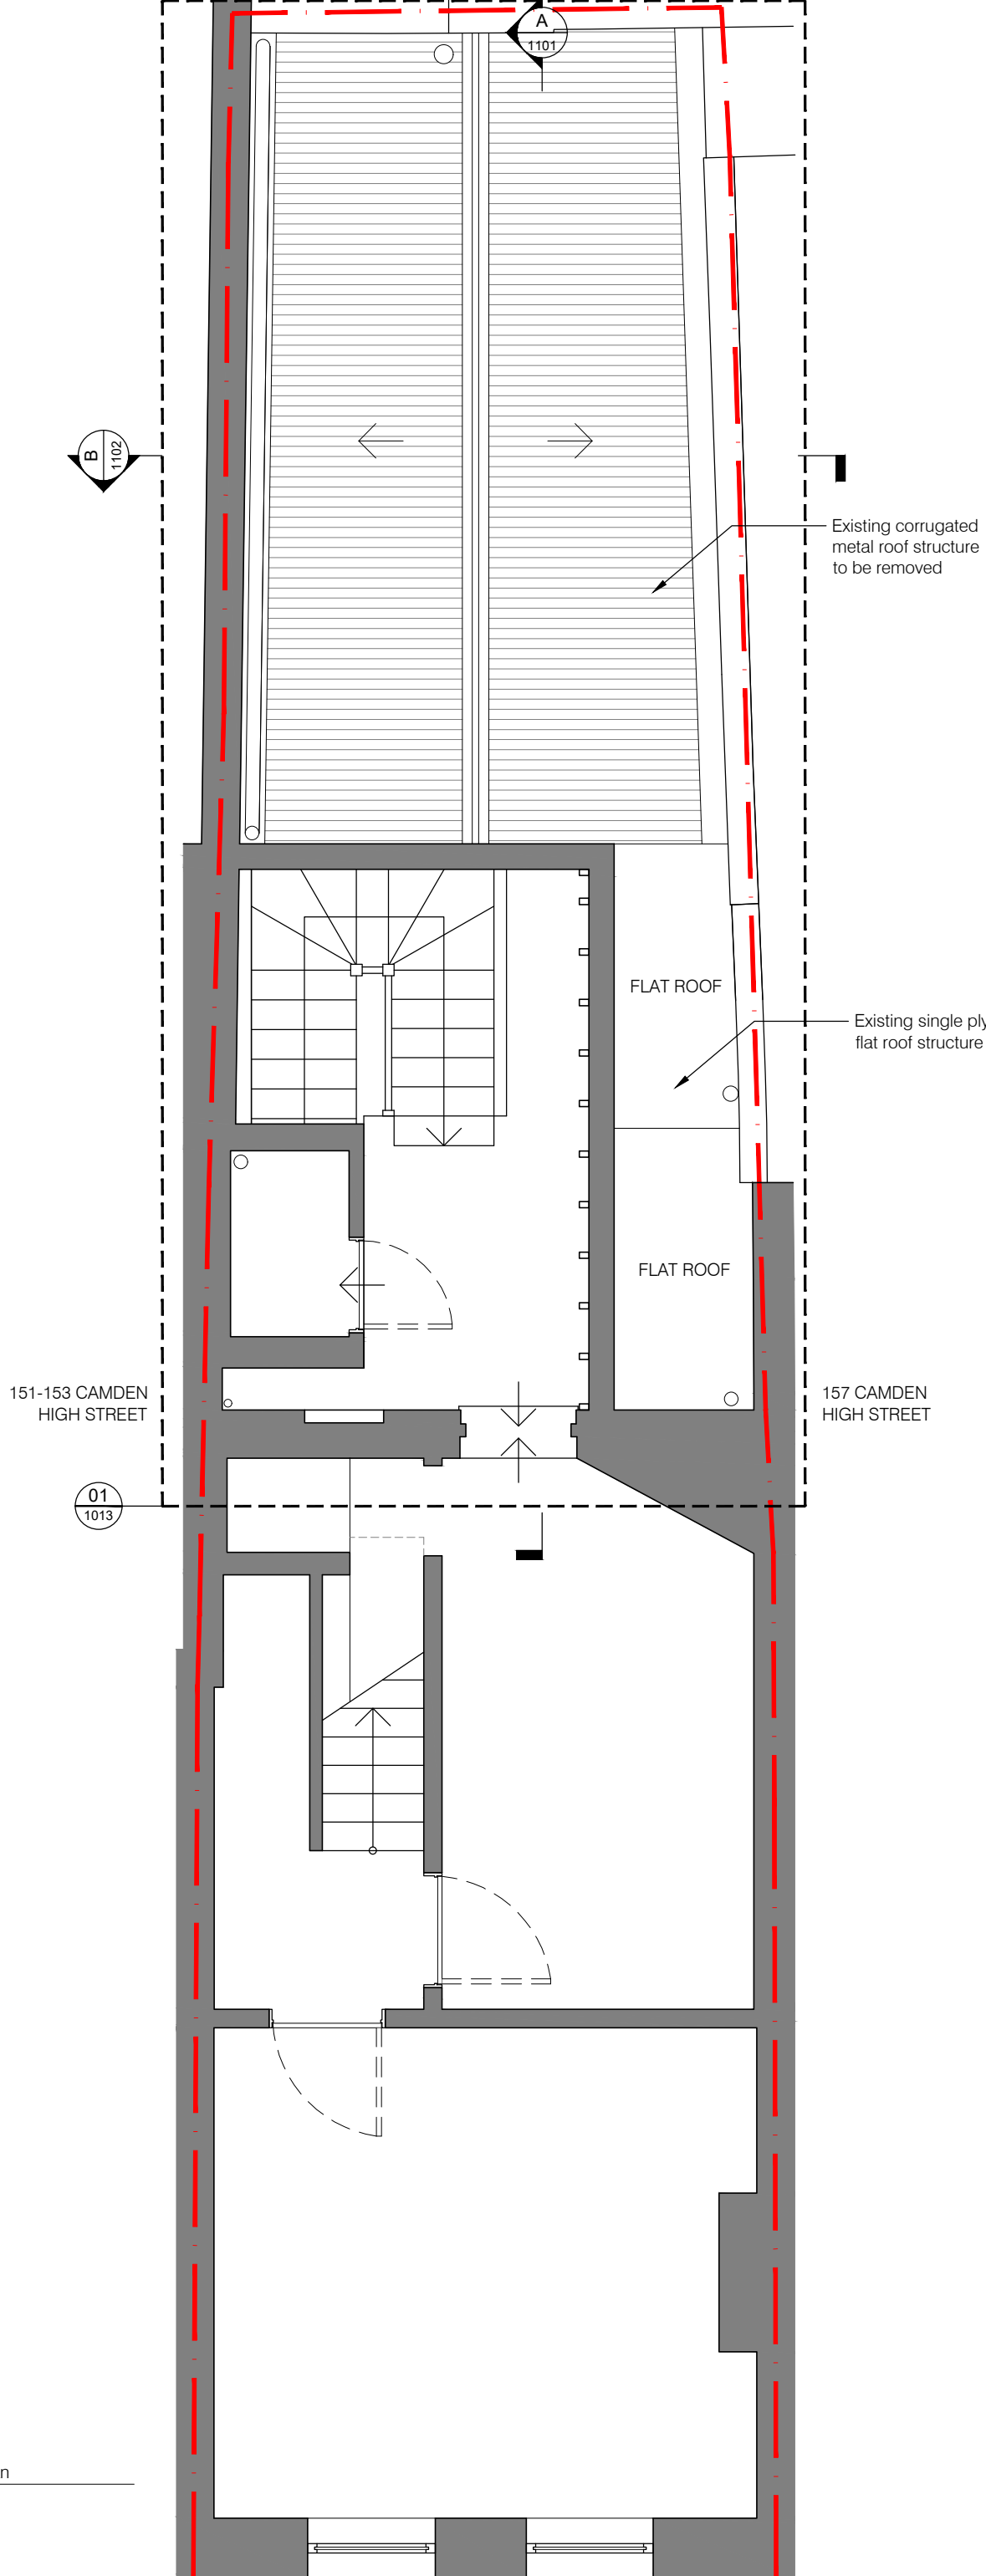 A
1101
B
1102
Existing corrugated
metal roof structure
to be removed
FLAT ROOF
Existing single ply
flat roof structure
FLAT ROOF
151-153 CAMDEN
HIGH STREET
157 CAMDEN
HIGH STREET
01
1013
n